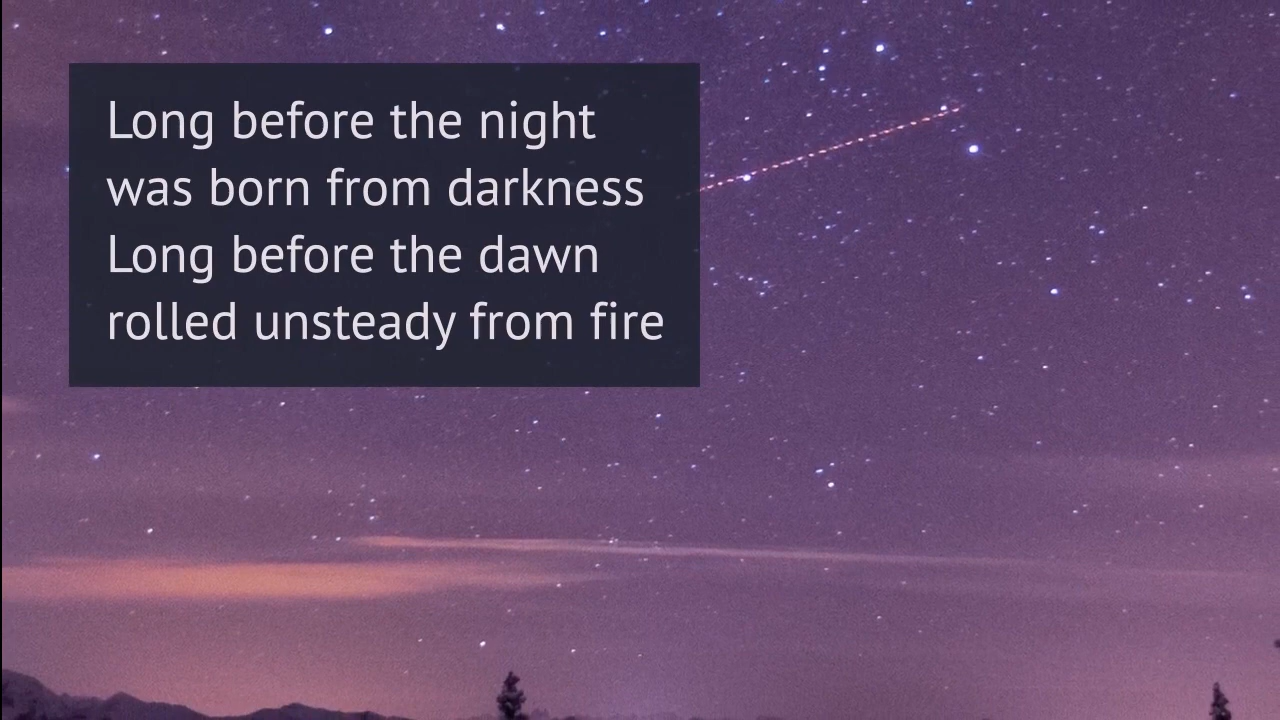 Long before the night
was born from darkness
Long before the dawn
rolled unsteady from fire